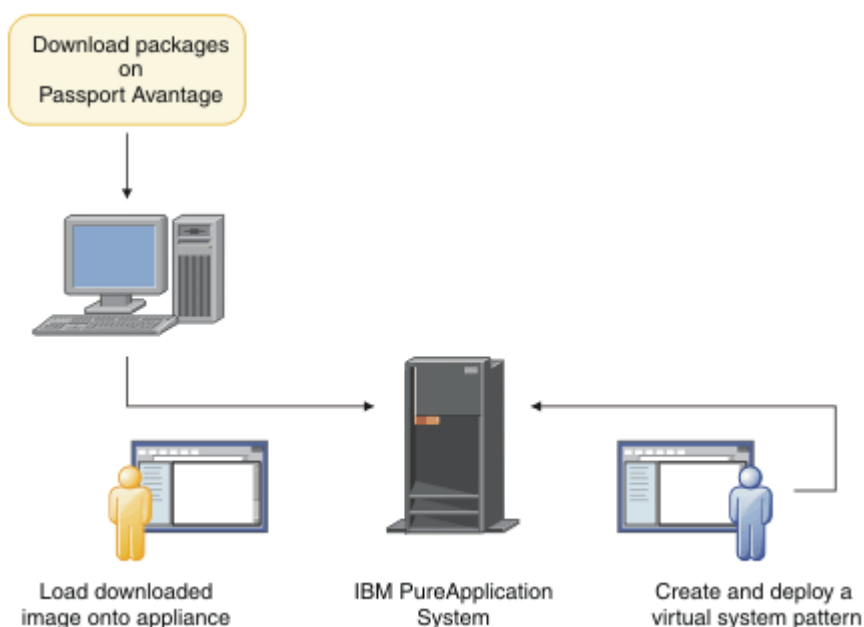 Download packages
on
Passport Avantage
Load downloaded
image onto appliance
IBM PureApplication
System
Create and deploy a
virtual system pattern